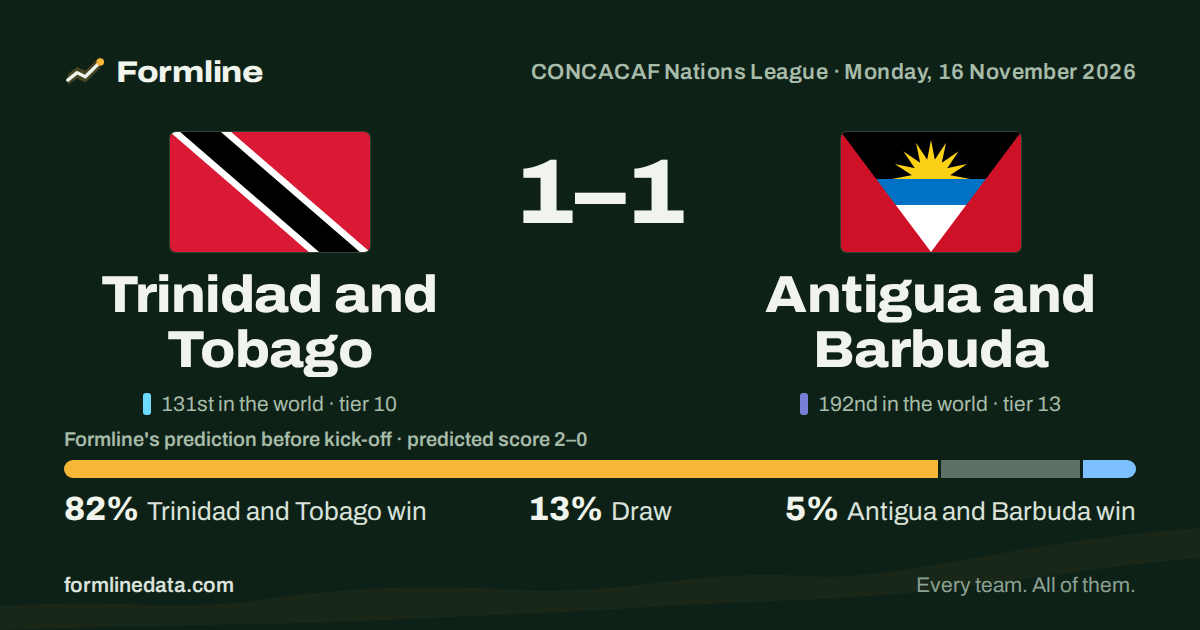 Formline
CONCACAF Nations League · Monday, 16 November 2026
1–1
Trinidad and
Tobago
131st in the world · tier 10
Antigua and
Barbuda
192nd in the world · tier 13
Formline's prediction before kick-off · predicted score 2–0
82% Trinidad and Tobago win
13% Draw
5% Antigua and Barbuda win
formlinedata.com
Every team. All of them.